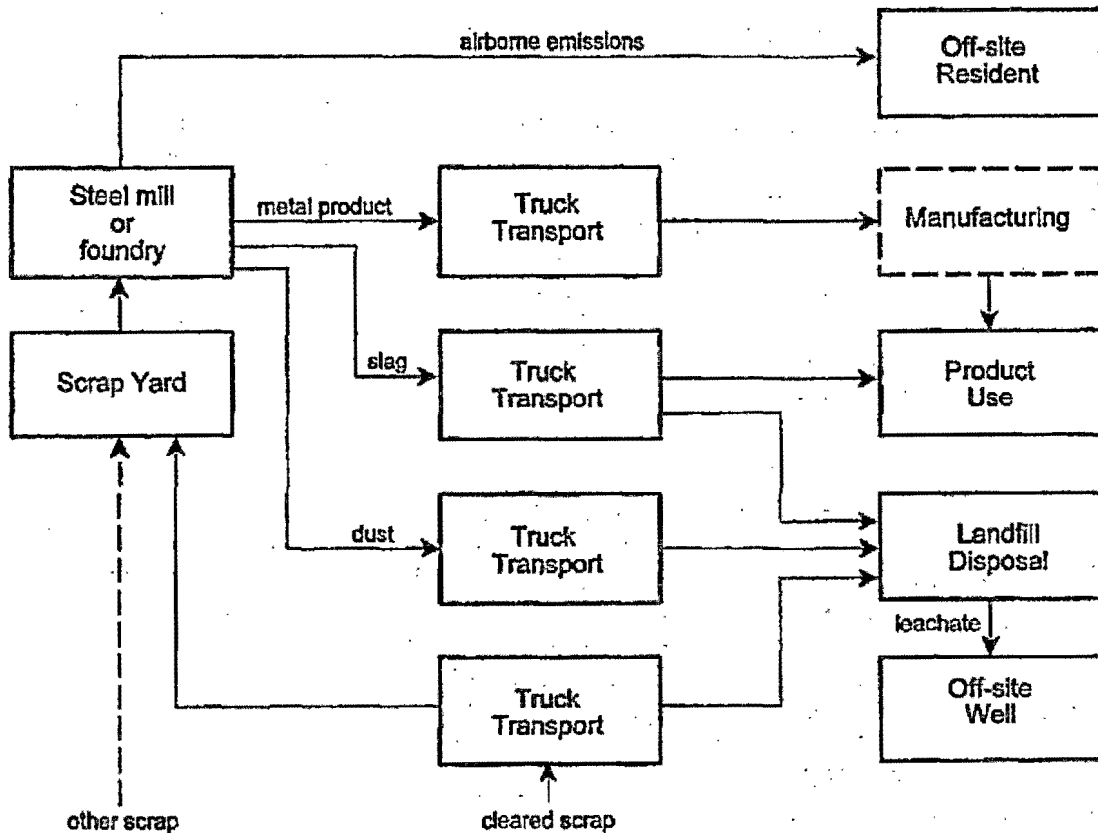 airborne emissions
Off-site
Resident
Steel mill
or
foundry
metal product
Truck
Transport
Manufacturing
Scrap Yard
slag
Truck
Transport
Product
Use
dust
Truck
Transport
Landfill
Disposal
leachate
Truck
Transport
Off-site
Well
other scrap
cleared scrap